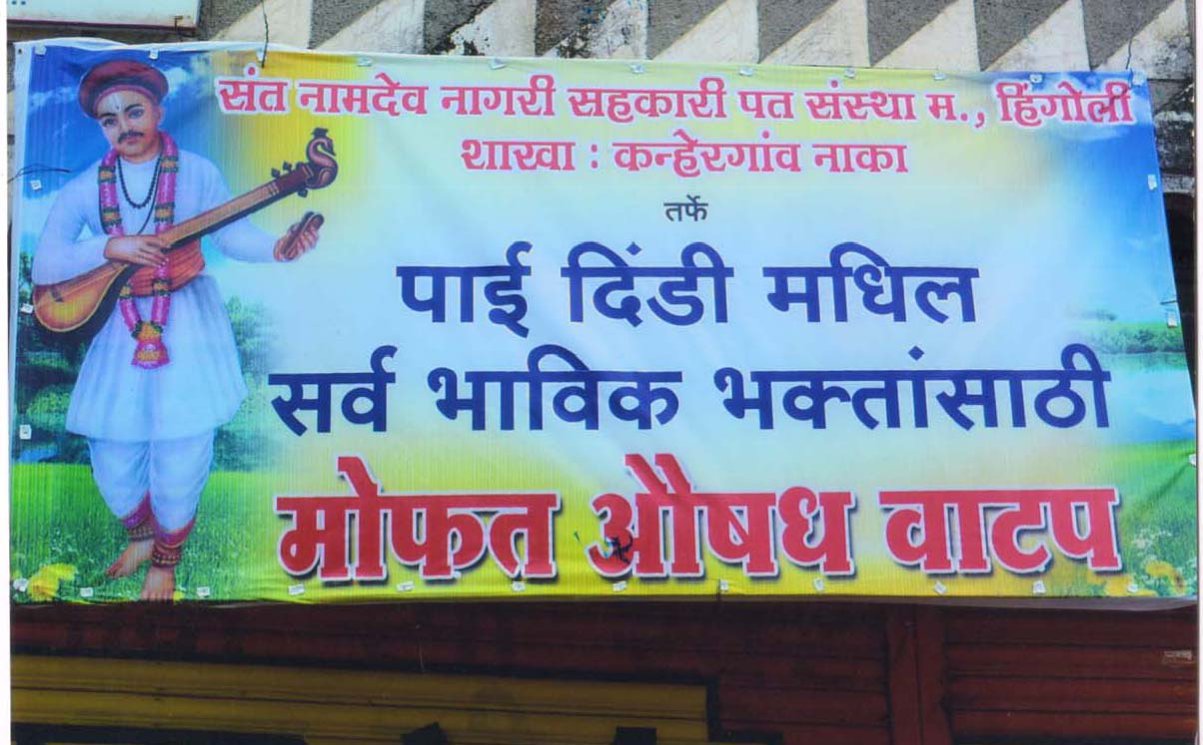 संत नामदेव नागरी सहकारी पत संस्था म., हिंगोली
शाखा : कन्हेरगांव नाका
तर्फे
पाई दिंडी मधिल
सर्व भाविक भक्तांसाठी
मोफत औषध वाटप